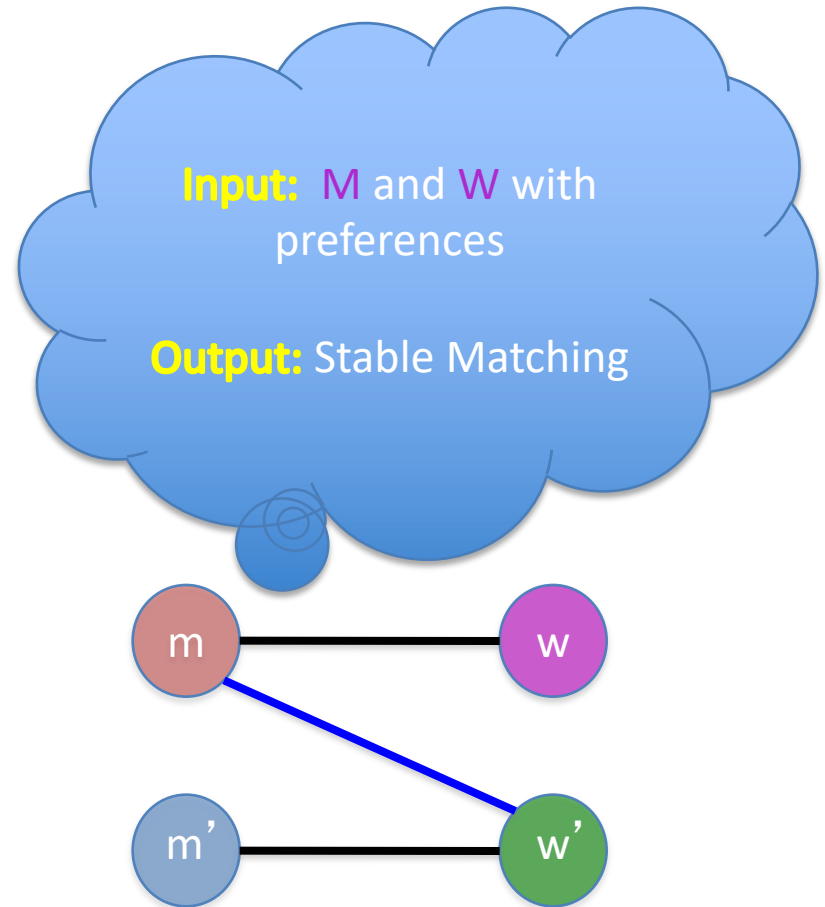 Input: M and W with
preferences
Output: Stable Matching
m
w
m’
w’